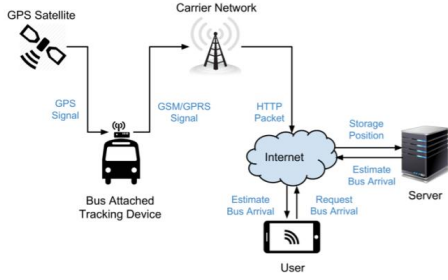 Carrier Network
GPS Satellite
GPS
Signal
GSM/GPRS
Signal
HTTP
Packet
Storage
Position
Internet
Estimate
Bus Arrival
Server
Bus Attached
Tracking Device
Estimate
Bus Arrival
Request
Bus Arrival
User